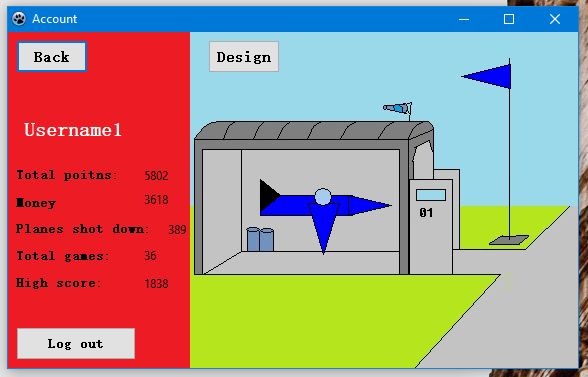 Account
Back
Design
Username1
Total poitns: 5802
Money 3618
Planes shot down: 389
Total games: 36
High score: 1838
01
Log out